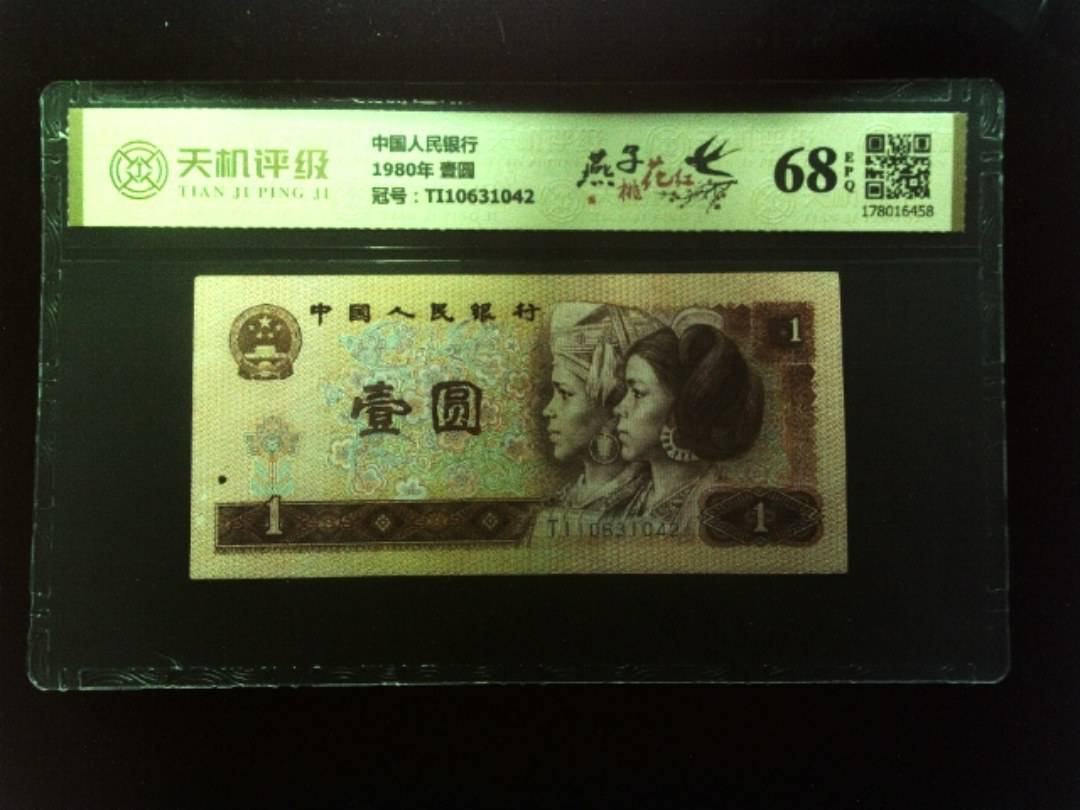 天机评级
TIAN JI PING JI
中国人民银行
1980年 壹圆
冠号：TI10631042
燕子
桃花红
68
EPQ
178016458
中国人民银行
1
壹圆
1
TI10631042
1